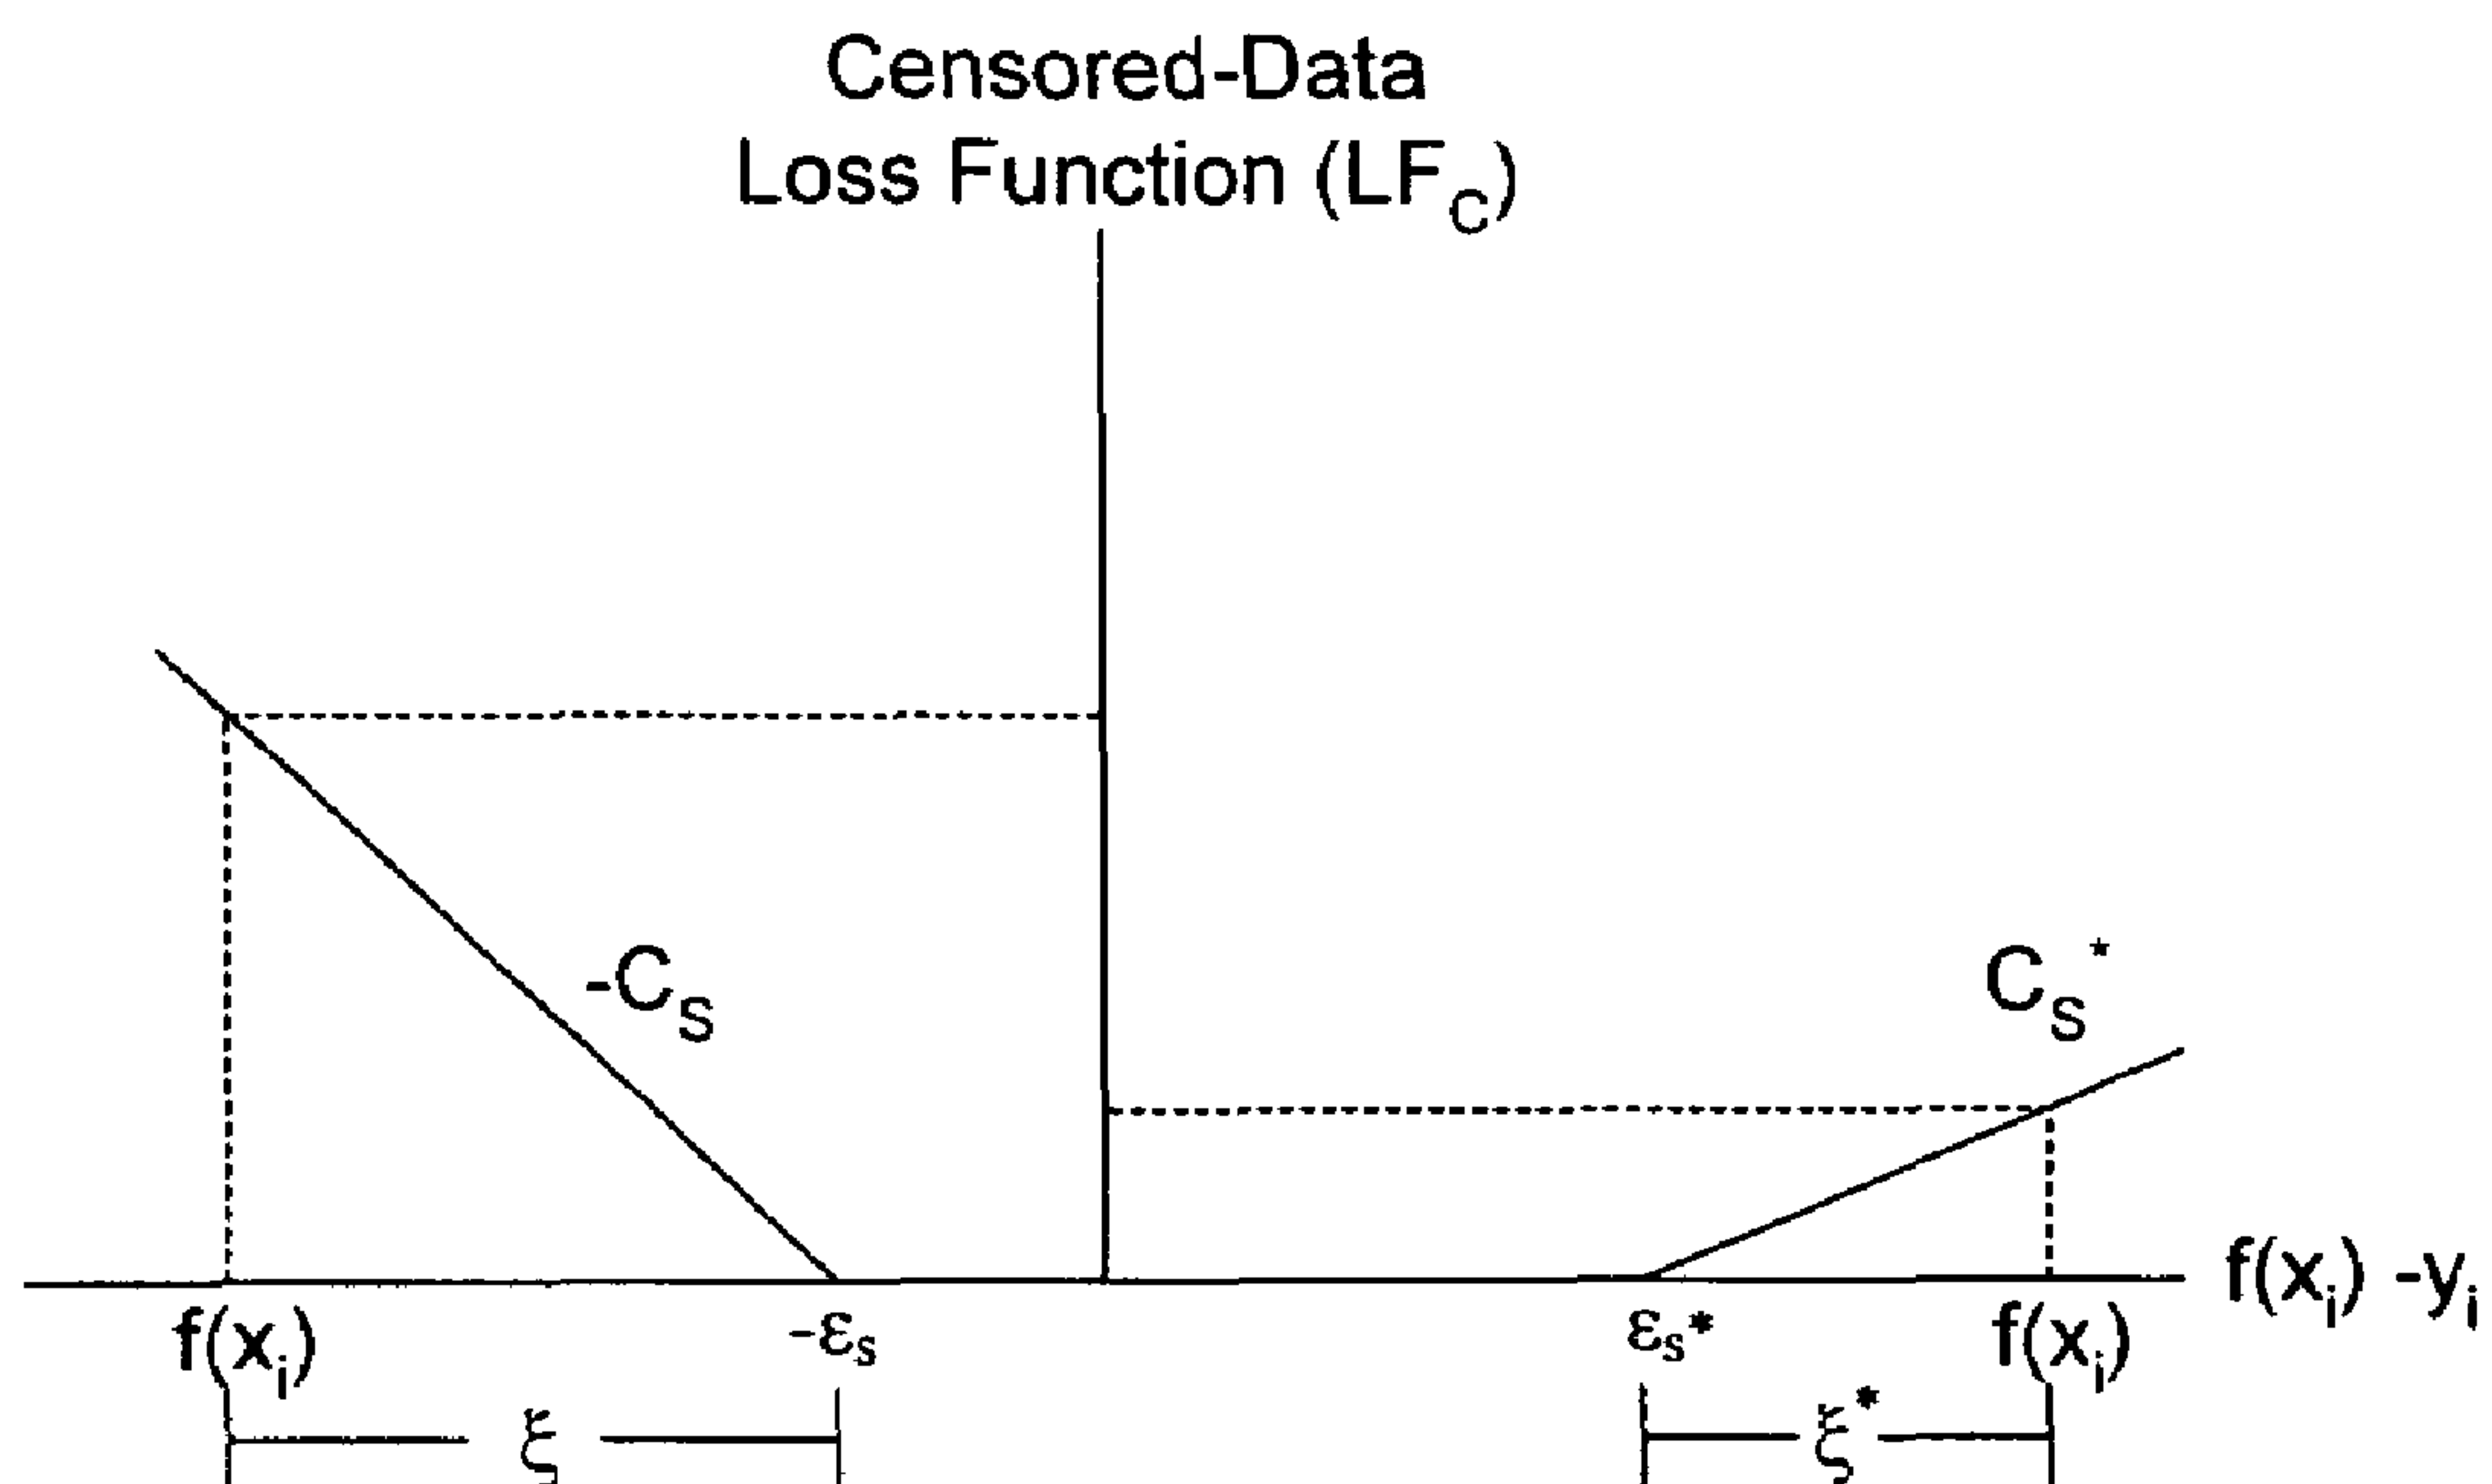 Censored-Data
Loss Function (LF_C)
-C_S
C_S*
f(x_i) -y_i
f(x_i)
-ε_s
ε_s*
f(x_i)
ξ
ξ*